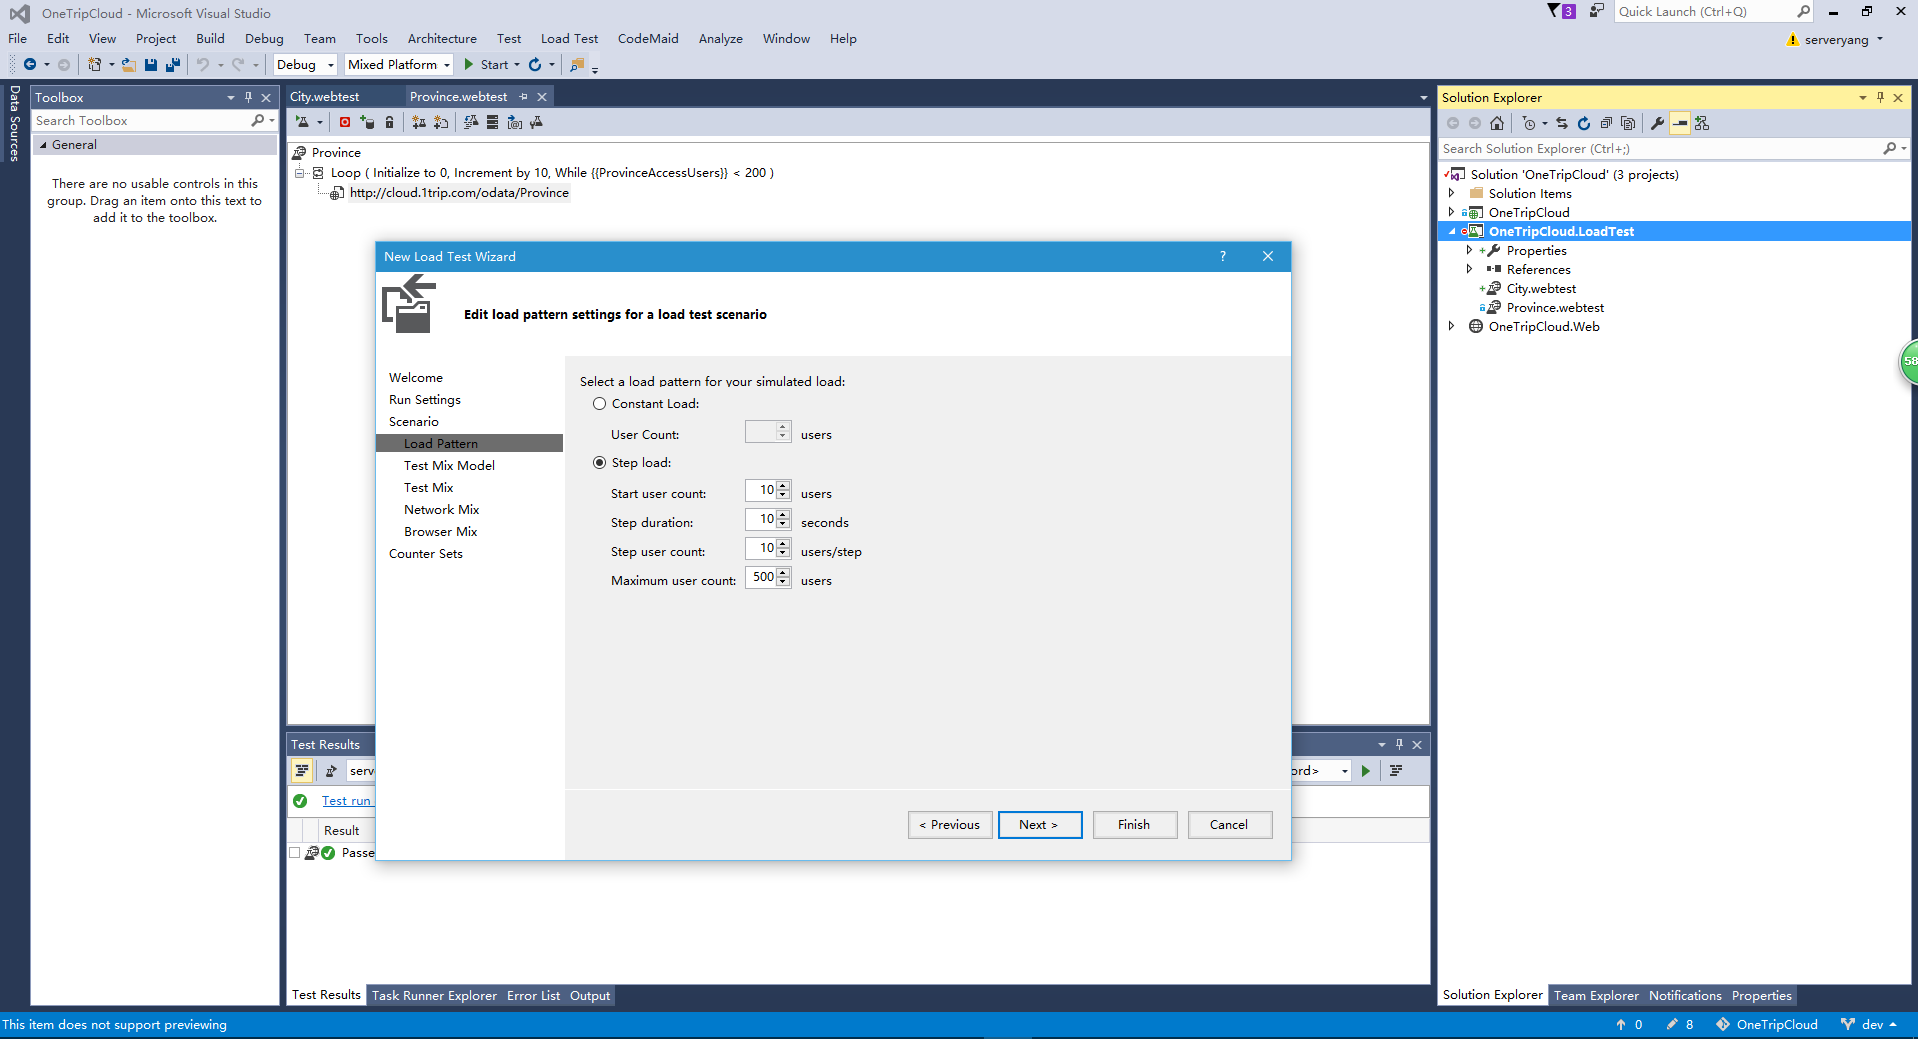 OneTripCloud - Microsoft Visual Studio
3
Quick Launch (Ctrl+Q)
File Edit View Project Build Debug Team Tools Architecture Test Load Test CodeMaid Analyze Window Help
serveryang
Debug Mixed Platform Start
Data Sources
Toolbox
Search Toolbox
General
There are no usable controls in this
group. Drag an item onto this text to
add it to the toolbox.
City.webtest Province.webtest
Province
Loop ( Initialize to 0, Increment by 10, While {{ProvinceAccessUsers}} < 200 )
http://cloud.1trip.com/odata/Province
New Load Test Wizard ?
Edit load pattern settings for a load test scenario
Welcome
Run Settings
Scenario
Load Pattern
Test Mix Model
Test Mix
Network Mix
Browser Mix
Counter Sets
Select a load pattern for your simulated load:
Constant Load:
User Count: users
Step load:
Start user count: 10 users
Step duration: 10 seconds
Step user count: 10 users/step
Maximum user count: 500 users
< Previous Next > Finish Cancel
Test Results
serv
ord>
Test run
Result
Passe
Test Results Task Runner Explorer Error List Output
Solution Explorer
Search Solution Explorer (Ctrl+;)
Solution 'OneTripCloud' (3 projects)
Solution Items
OneTripCloud
OneTripCloud.LoadTest
Properties
References
City.webtest
Province.webtest
OneTripCloud.Web
58
Solution Explorer Team Explorer Notifications Properties
This item does not support previewing
0 8 OneTripCloud dev